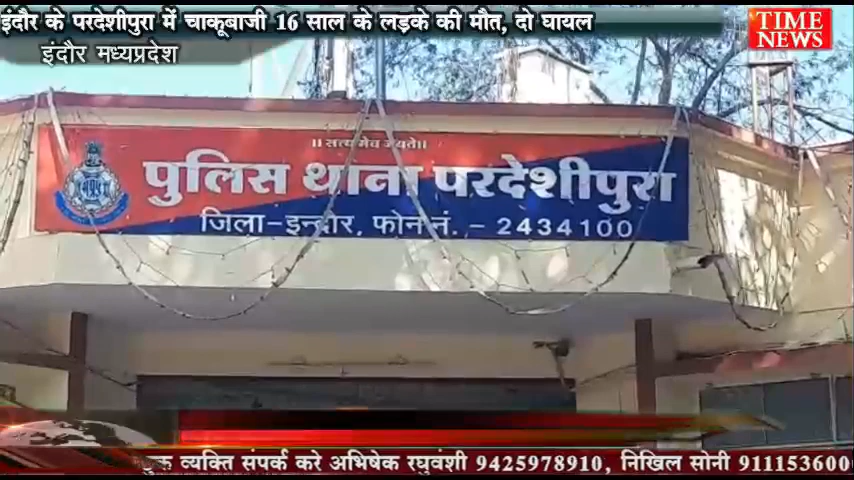 इंदौर के परदेशीपुरा में चाकूबाजी 16 साल के लड़के की मौत, दो घायल
TIME
NEWS
इंदौर मध्यप्रदेश
॥ सत्यमेव जयते॥
पुलिस थाना परदेशीपुरा
जिला-इन्दौर, फोन नं. - 2434100
व्यक्ति संपर्क करे अभिषेक रघुवंशी 9425978910, निखिल सोनी